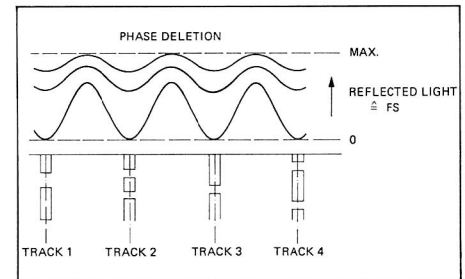 PHASE DELETION
MAX.
REFLECTED LIGHT
≙ FS
0
TRACK 1 TRACK 2 TRACK 3 TRACK 4